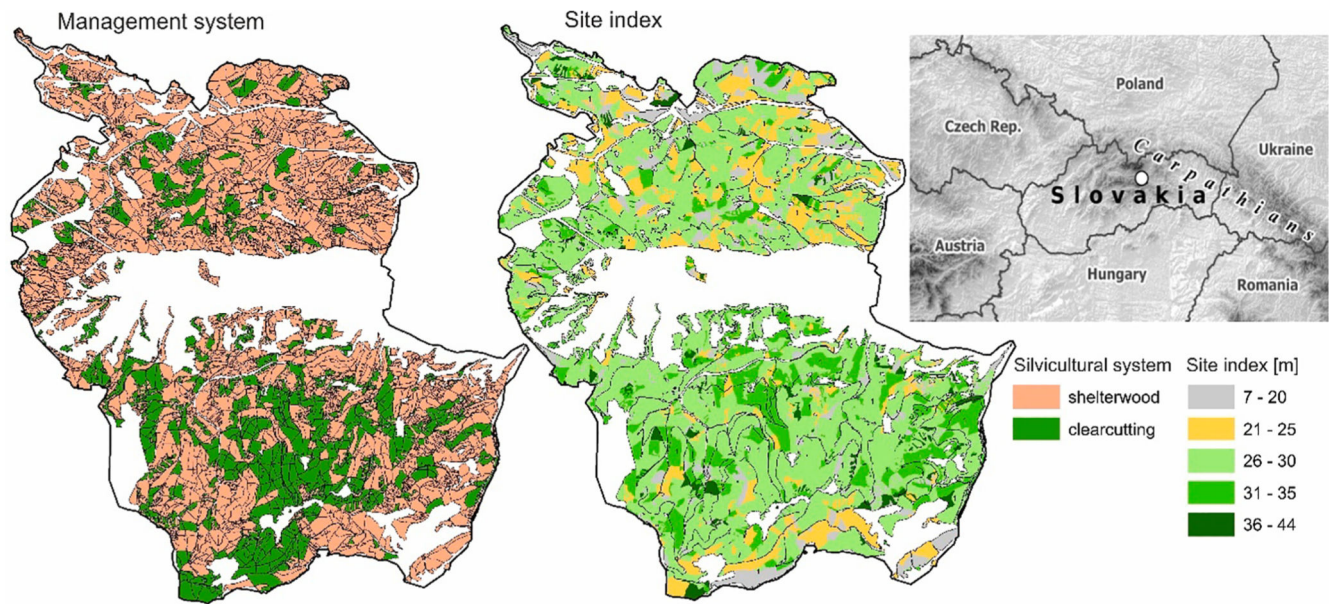 Management system
Site index
Poland
Czech Rep.
Ukraine
Carpathians
Slovakia
Austria
Hungary
Romania
Silvicultural system
shelterwood
clearcutting
Site index [m]
7 - 20
21 - 25
26 - 30
31 - 35
36 - 44